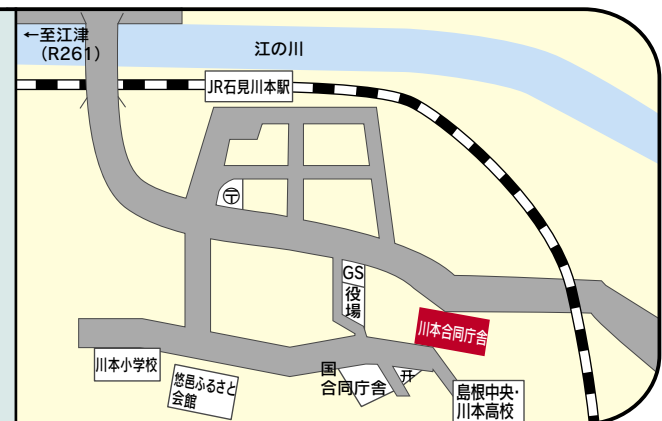 ←至江津
（R261）
江の川
JR石見川本駅
〒
GS
役場
川本合同庁舎
川本小学校
悠邑ふるさと
会館
国
合同庁舎
开
島根中央・
川本高校